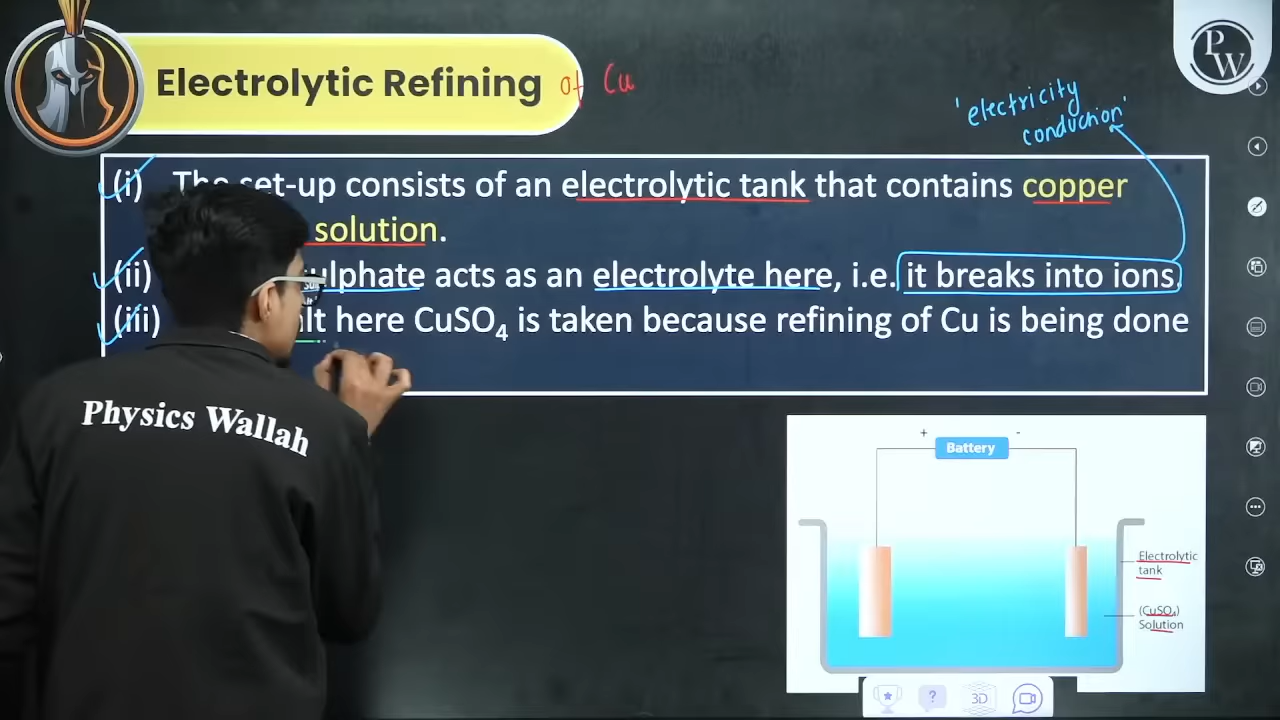 Electrolytic Refining of Cu
P
W
'electricity
conduction'
(i) The set-up consists of an electrolytic tank that contains copper
solution.
(ii) sulphate acts as an electrolyte here, i.e. it breaks into ions.
(iii) here CuSO₄ is taken because refining of Cu is being done
Physics Wallah
+ -
Battery
Electrolytic
tank
(CuSO₄)
Solution
?
3D